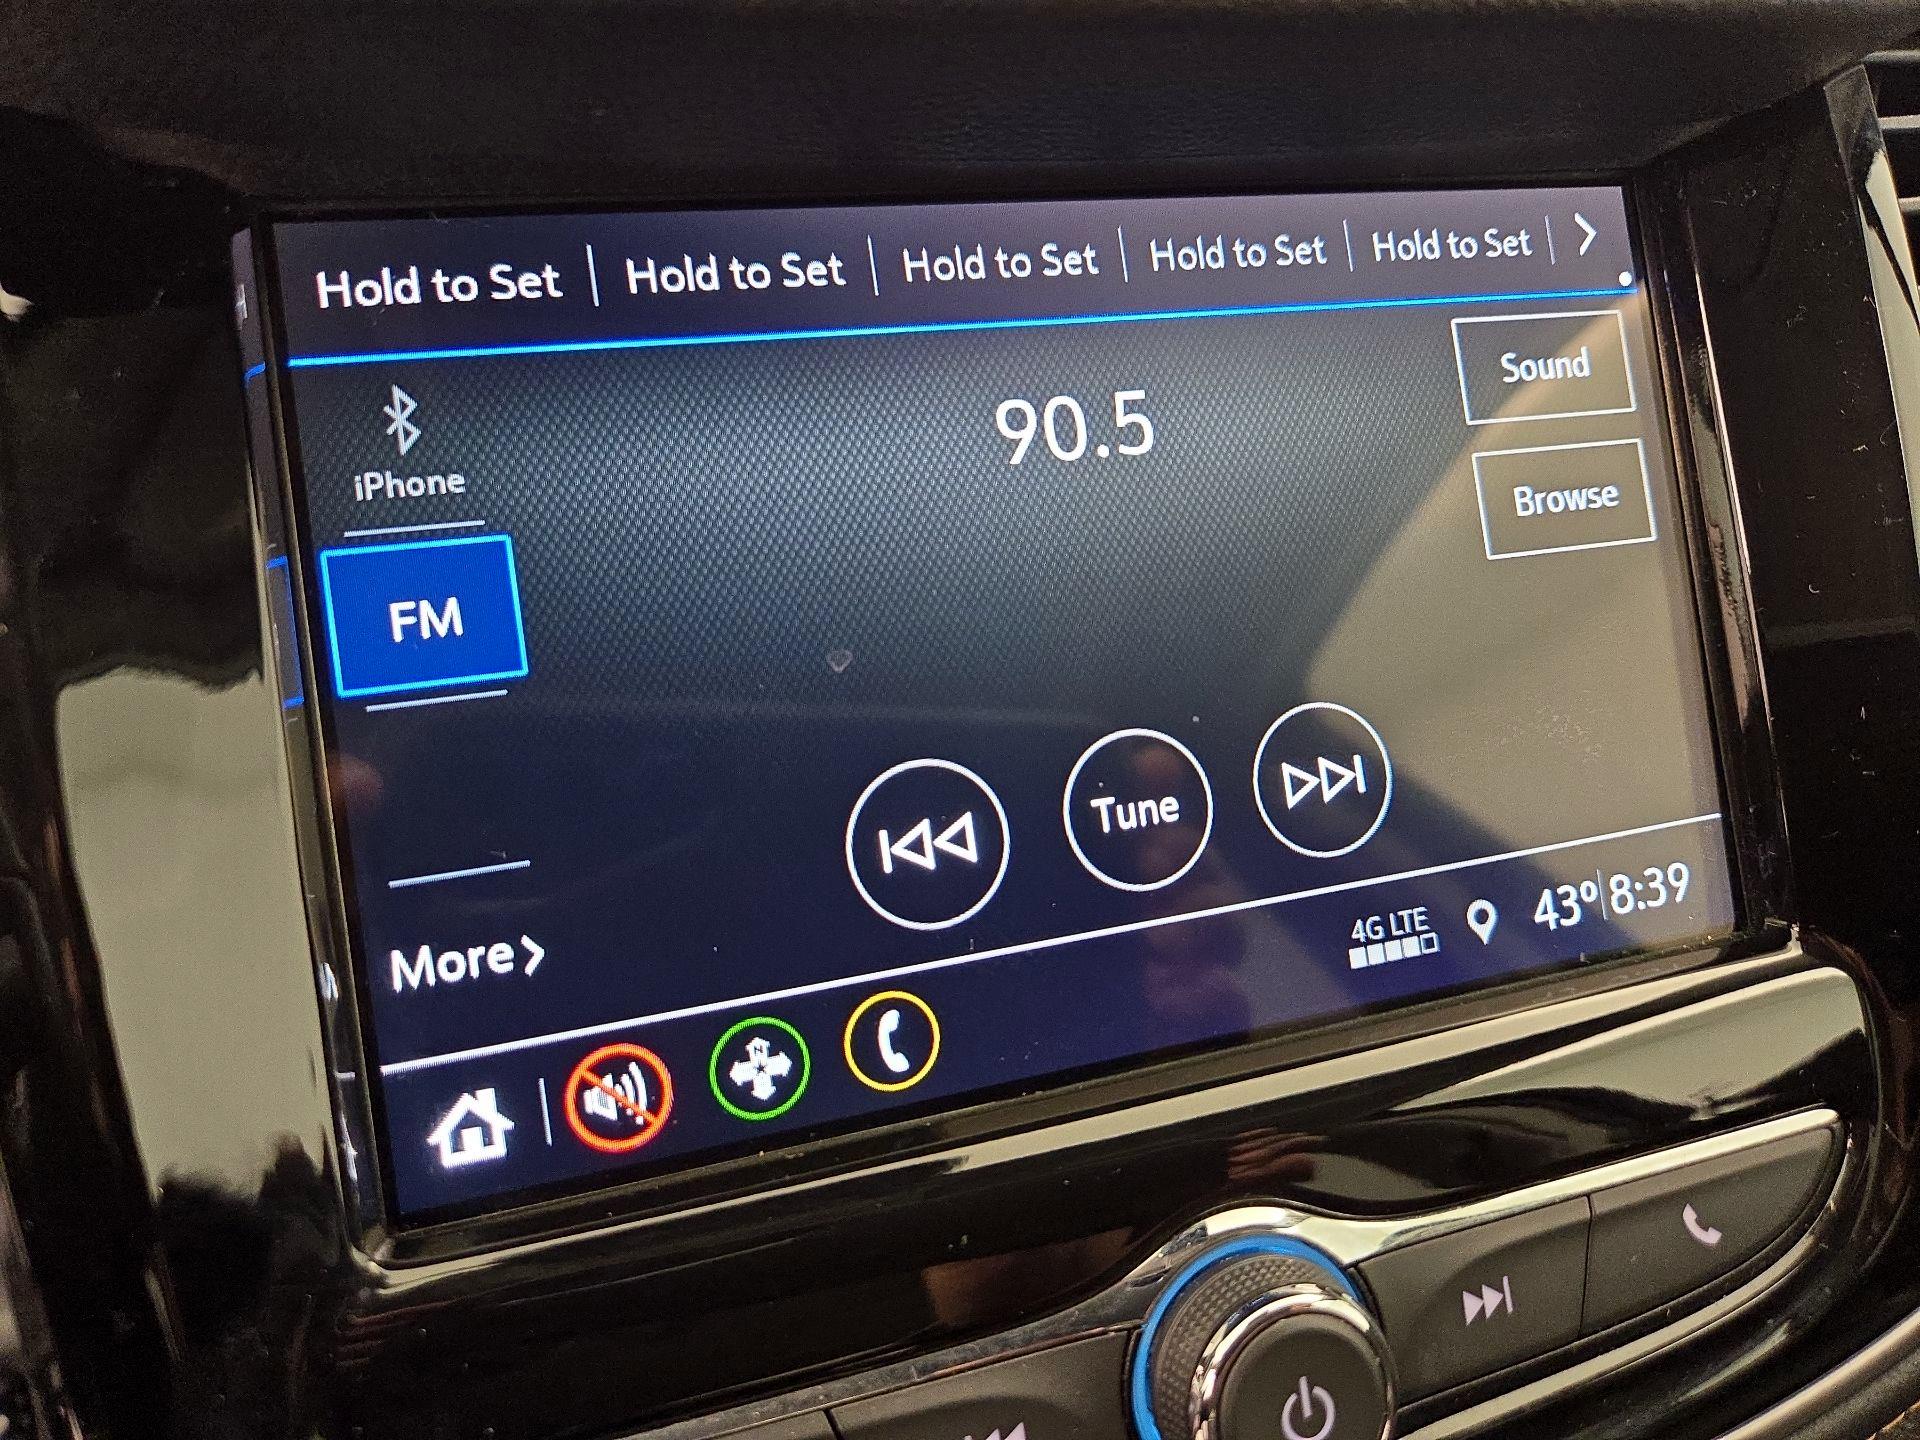 Hold to Set Hold to Set Hold to Set Hold to Set Hold to Set
Sound
90.5
Browse
iPhone
FM
Tune
More
4G LTE 43° 8:39
N